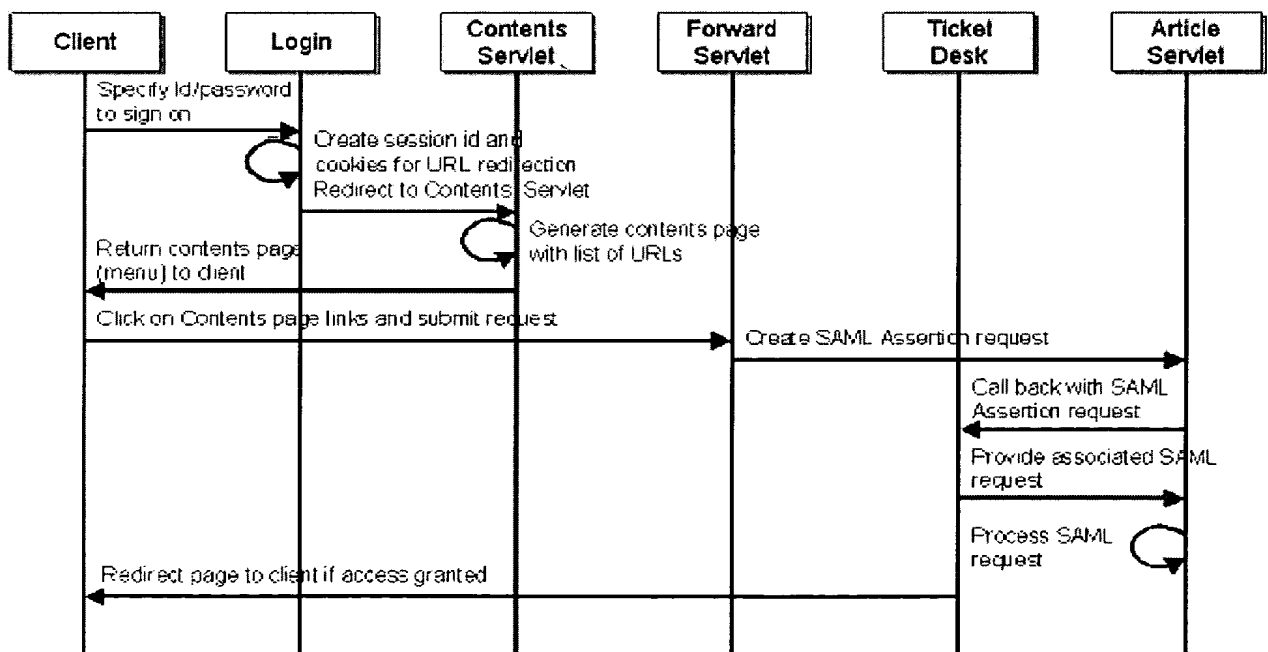 Client
Login
Contents
Servlet
Forward
Servlet
Ticket
Desk
Article
Servlet
Specify Id/password
to sign on
Create session id and
cookies for URL redirection
Redirect to Contents Servlet
Generate contents page
with list of URLs
Return contents page
(menu) to client
Click on Contents page links and submit request
Create SAML Assertion request
Call back with SAML
Assertion request
Provide associated SAML
request
Process SAML
request
Redirect page to client if access granted